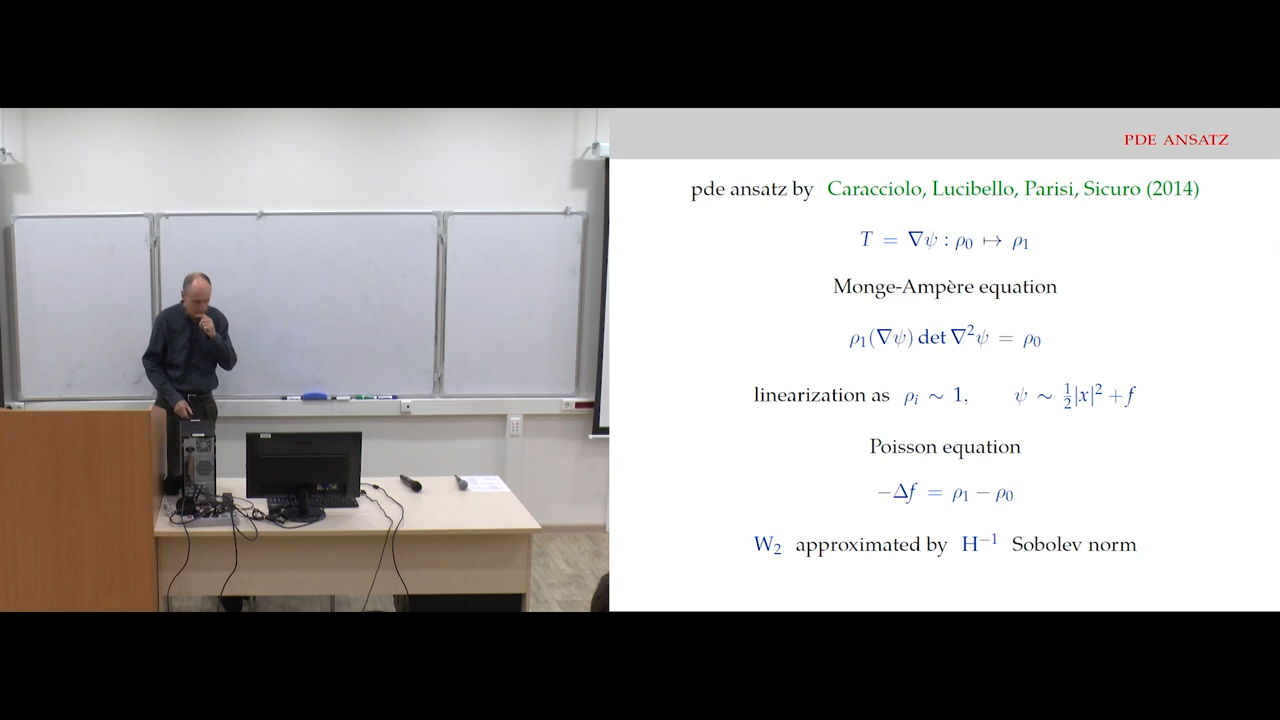 PDE ANSATZ
pde ansatz by Caracciolo, Lucibello, Parisi, Sicuro (2014)
T = ∇ψ : ρ₀ ↦ ρ₁
Monge-Ampère equation
ρ₁(∇ψ) det ∇²ψ = ρ₀
linearization as ρᵢ ∼ 1, ψ ∼ ½|x|² + f
Poisson equation
−Δf = ρ₁ − ρ₀
W₂ approximated by H⁻¹ Sobolev norm